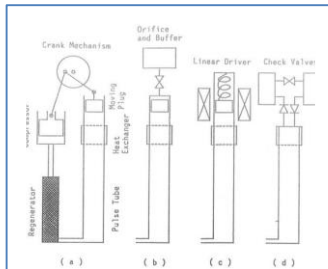 Orifice
and Buffer
Crank Mechanism
Linear Driver
Check Valves
Moving
Plug
Heat
Exchanger
Regenerator
Pulse Tube
( a )
( b )
( c )
( d )